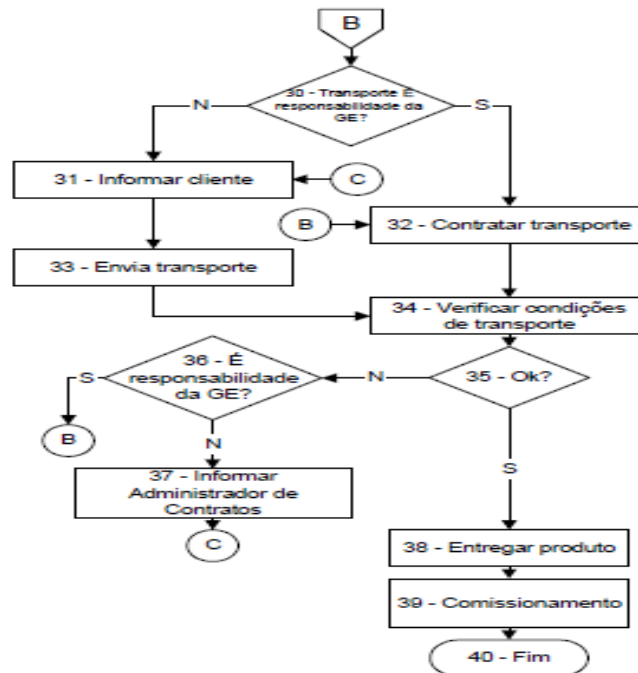 B
30 - Transporte É
responsabilidade da
GE?
N
S
31 - Informar cliente
C
B
32 - Contratar transporte
33 - Envia transporte
34 - Verificar condições
de transporte
36 - É
responsabilidade
da GE?
S
N
35 - Ok?
B
N
S
37 - Informar
Administrador de
Contratos
C
38 - Entregar produto
39 - Comissionamento
40 - Fim